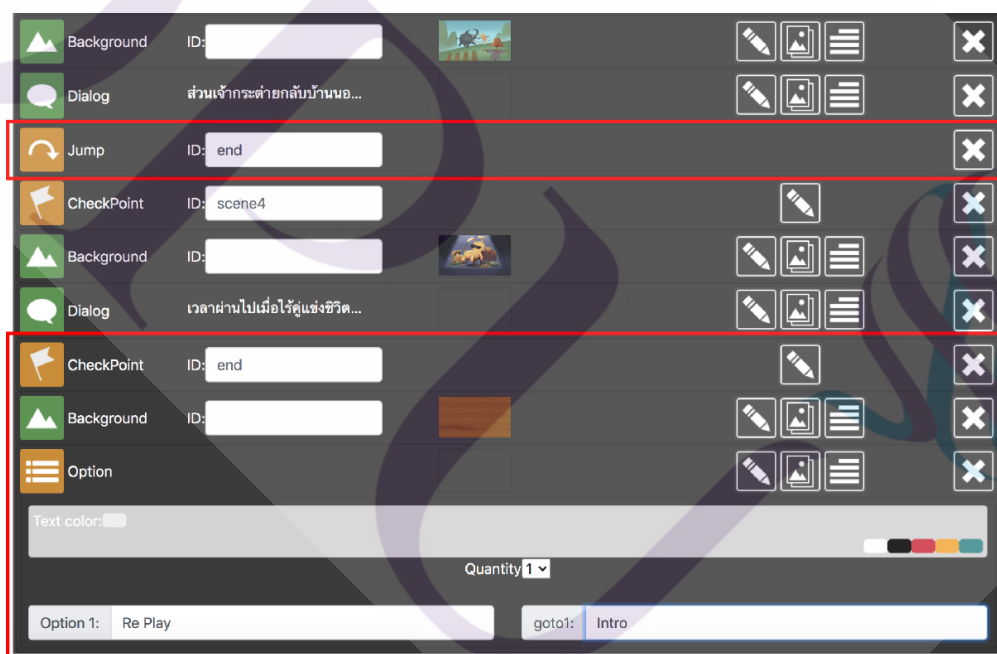 Background ID:
Dialog ส่วนเจ้ากระต่ายกลับบ้านนอ...
Jump ID: end
CheckPoint ID: scene4
Background ID:
Dialog เวลาผ่านไปเมื่อไร้คู่แข่งชีวิต...
CheckPoint ID: end
Background ID:
Option
Text color:
Quantity 1
Option 1: Re Play goto1: Intro